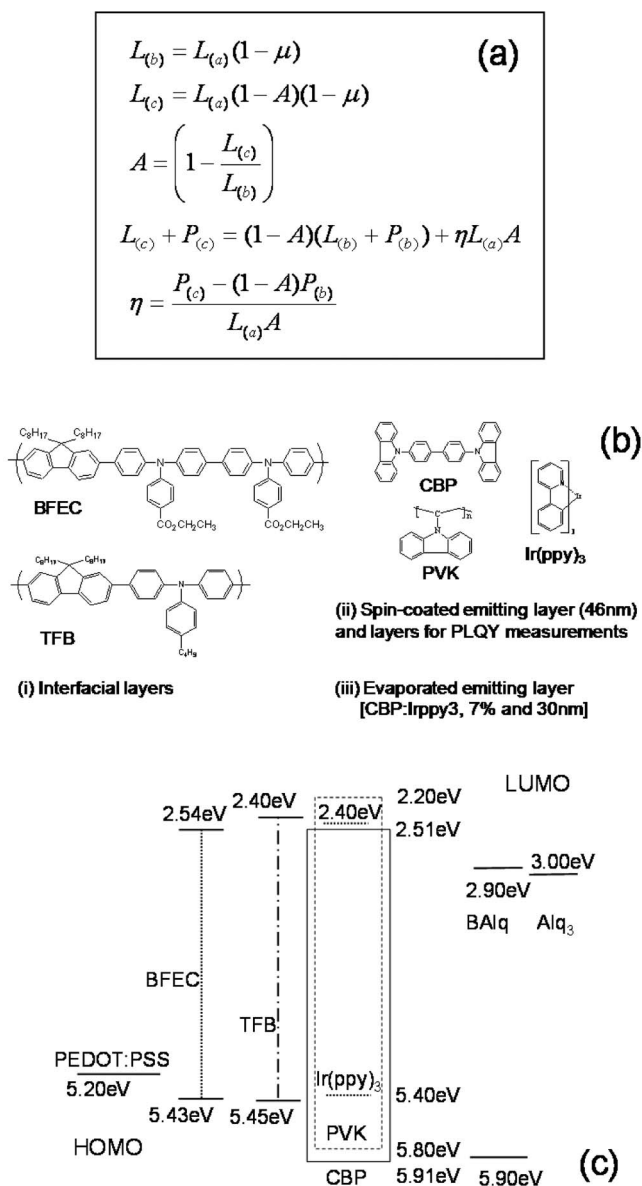 (a)
L(b) = L(a)(1 − μ)
L(c) = L(a)(1 − A)(1 − μ)
A = (1 − L(c)/L(b))
L(c) + P(c) = (1 − A)(L(b) + P(b)) + ηL(a)A
η = (P(c) − (1 − A)P(b))/(L(a)A)
(b)
C8H17 C8H17
N N
BFEC
CO2CH2CH3 CO2CH2CH3
C8H17 C8H17
N
TFB
C4H9
(i) Interfacial layers
N N
CBP
C n
N
PVK
N Ir 3
Ir(ppy)3
(ii) Spin-coated emitting layer (46nm)
and layers for PLQY measurements
(iii) Evaporated emitting layer
[CBP:Irppy3, 7% and 30nm]
LUMO
2.20eV
2.40eV 2.40eV
2.54eV 2.51eV
3.00eV
2.90eV
BAlq Alq3
BFEC
TFB
PEDOT:PSS
5.20eV
Ir(ppy)3
5.40eV
5.43eV 5.45eV
HOMO
PVK
5.80eV
CBP 5.91eV 5.90eV
(c)